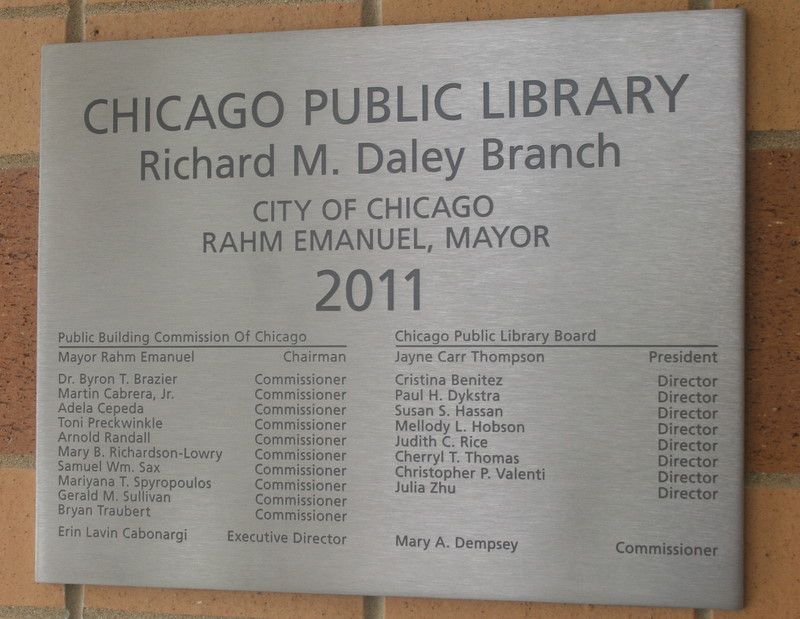 CHICAGO PUBLIC LIBRARY
Richard M. Daley Branch
CITY OF CHICAGO
RAHM EMANUEL, MAYOR
2011
Public Building Commission Of Chicago
Mayor Rahm Emanuel Chairman
Dr. Byron T. Brazier Commissioner
Martin Cabrera, Jr. Commissioner
Adela Cepeda Commissioner
Toni Preckwinkle Commissioner
Arnold Randall Commissioner
Mary B. Richardson-Lowry Commissioner
Samuel Wm. Sax Commissioner
Mariyana T. Spyropoulos Commissioner
Gerald M. Sullivan Commissioner
Bryan Traubert Commissioner
Erin Lavin Cabonargi Executive Director
Chicago Public Library Board
Jayne Carr Thompson President
Cristina Benitez Director
Paul H. Dykstra Director
Susan S. Hassan Director
Mellody L. Hobson Director
Judith C. Rice Director
Cherryl T. Thomas Director
Christopher P. Valenti Director
Julia Zhu Director
Mary A. Dempsey Commissioner